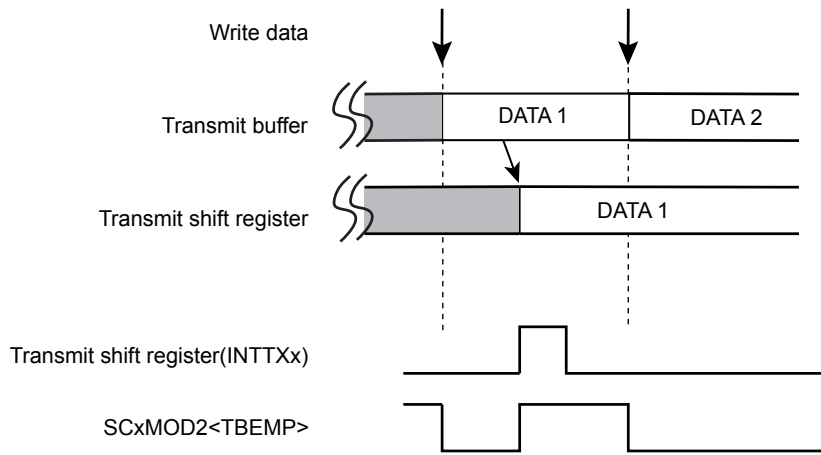 Write data
Transmit buffer
DATA 1
DATA 2
Transmit shift register
DATA 1
Transmit shift register(INTTXx)
SCxMOD2<TBEMP>